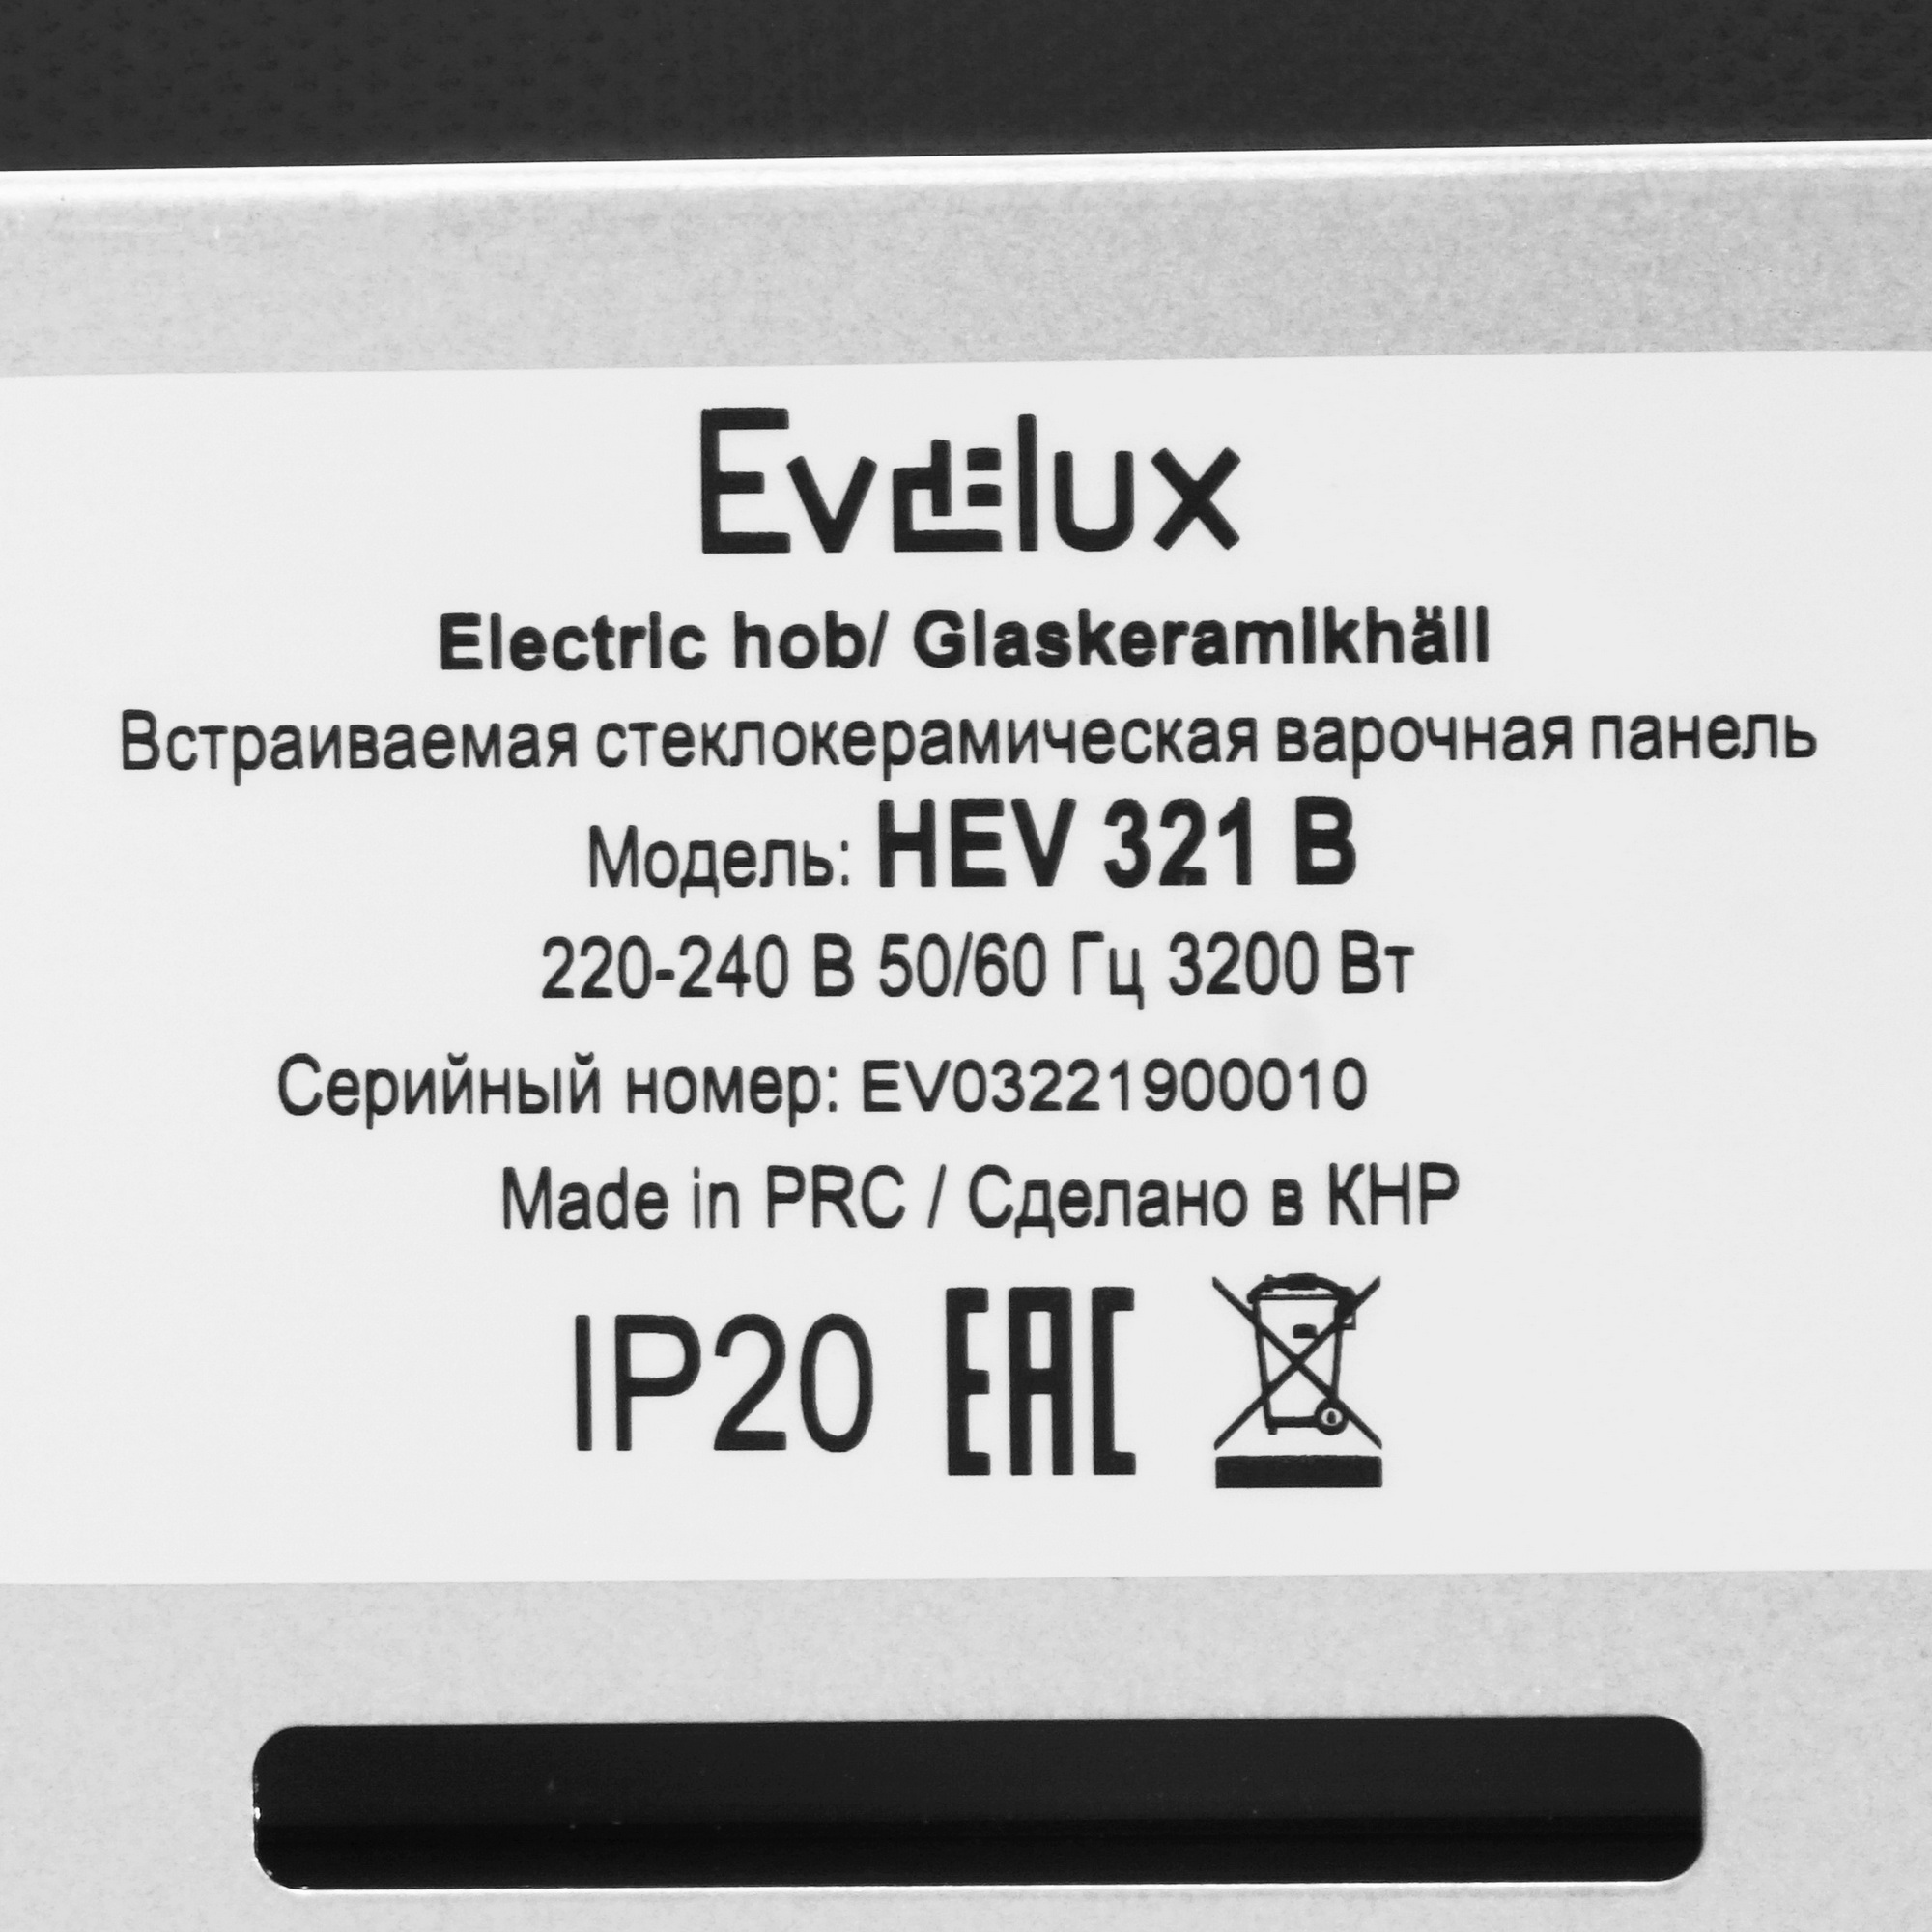 Evdelux
Electric hob/ Glaskeramikhäll
Встраиваемая стеклокерамическая варочная панель
Модель: HEV 321 B
220-240 В 50/60 Гц 3200 Вт
Серийный номер: EV03221900010
Made in PRC / Сделано в КНР
IP20 EAC